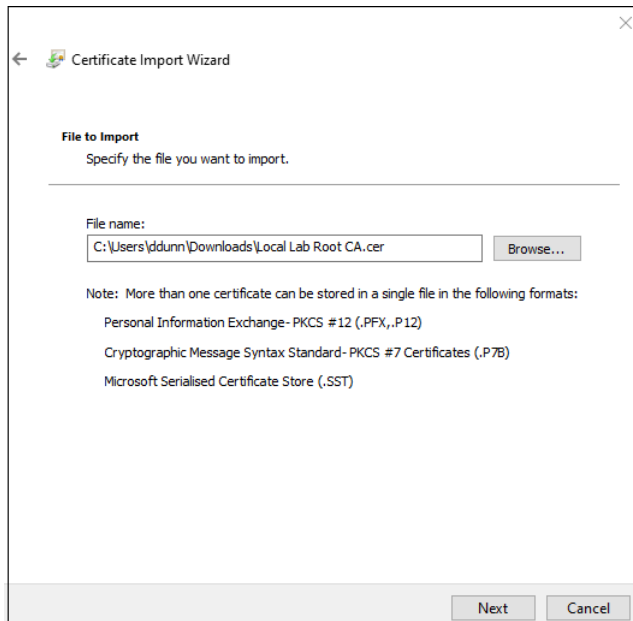 Certificate Import Wizard
File to Import
Specify the file you want to import.
File name:
C:\Users\ddunn\Downloads\Local Lab Root CA.cer
Browse...
Note: More than one certificate can be stored in a single file in the following formats:
Personal Information Exchange- PKCS #12 (.PFX,.P12)
Cryptographic Message Syntax Standard- PKCS #7 Certificates (.P7B)
Microsoft Serialised Certificate Store (.SST)
Next
Cancel